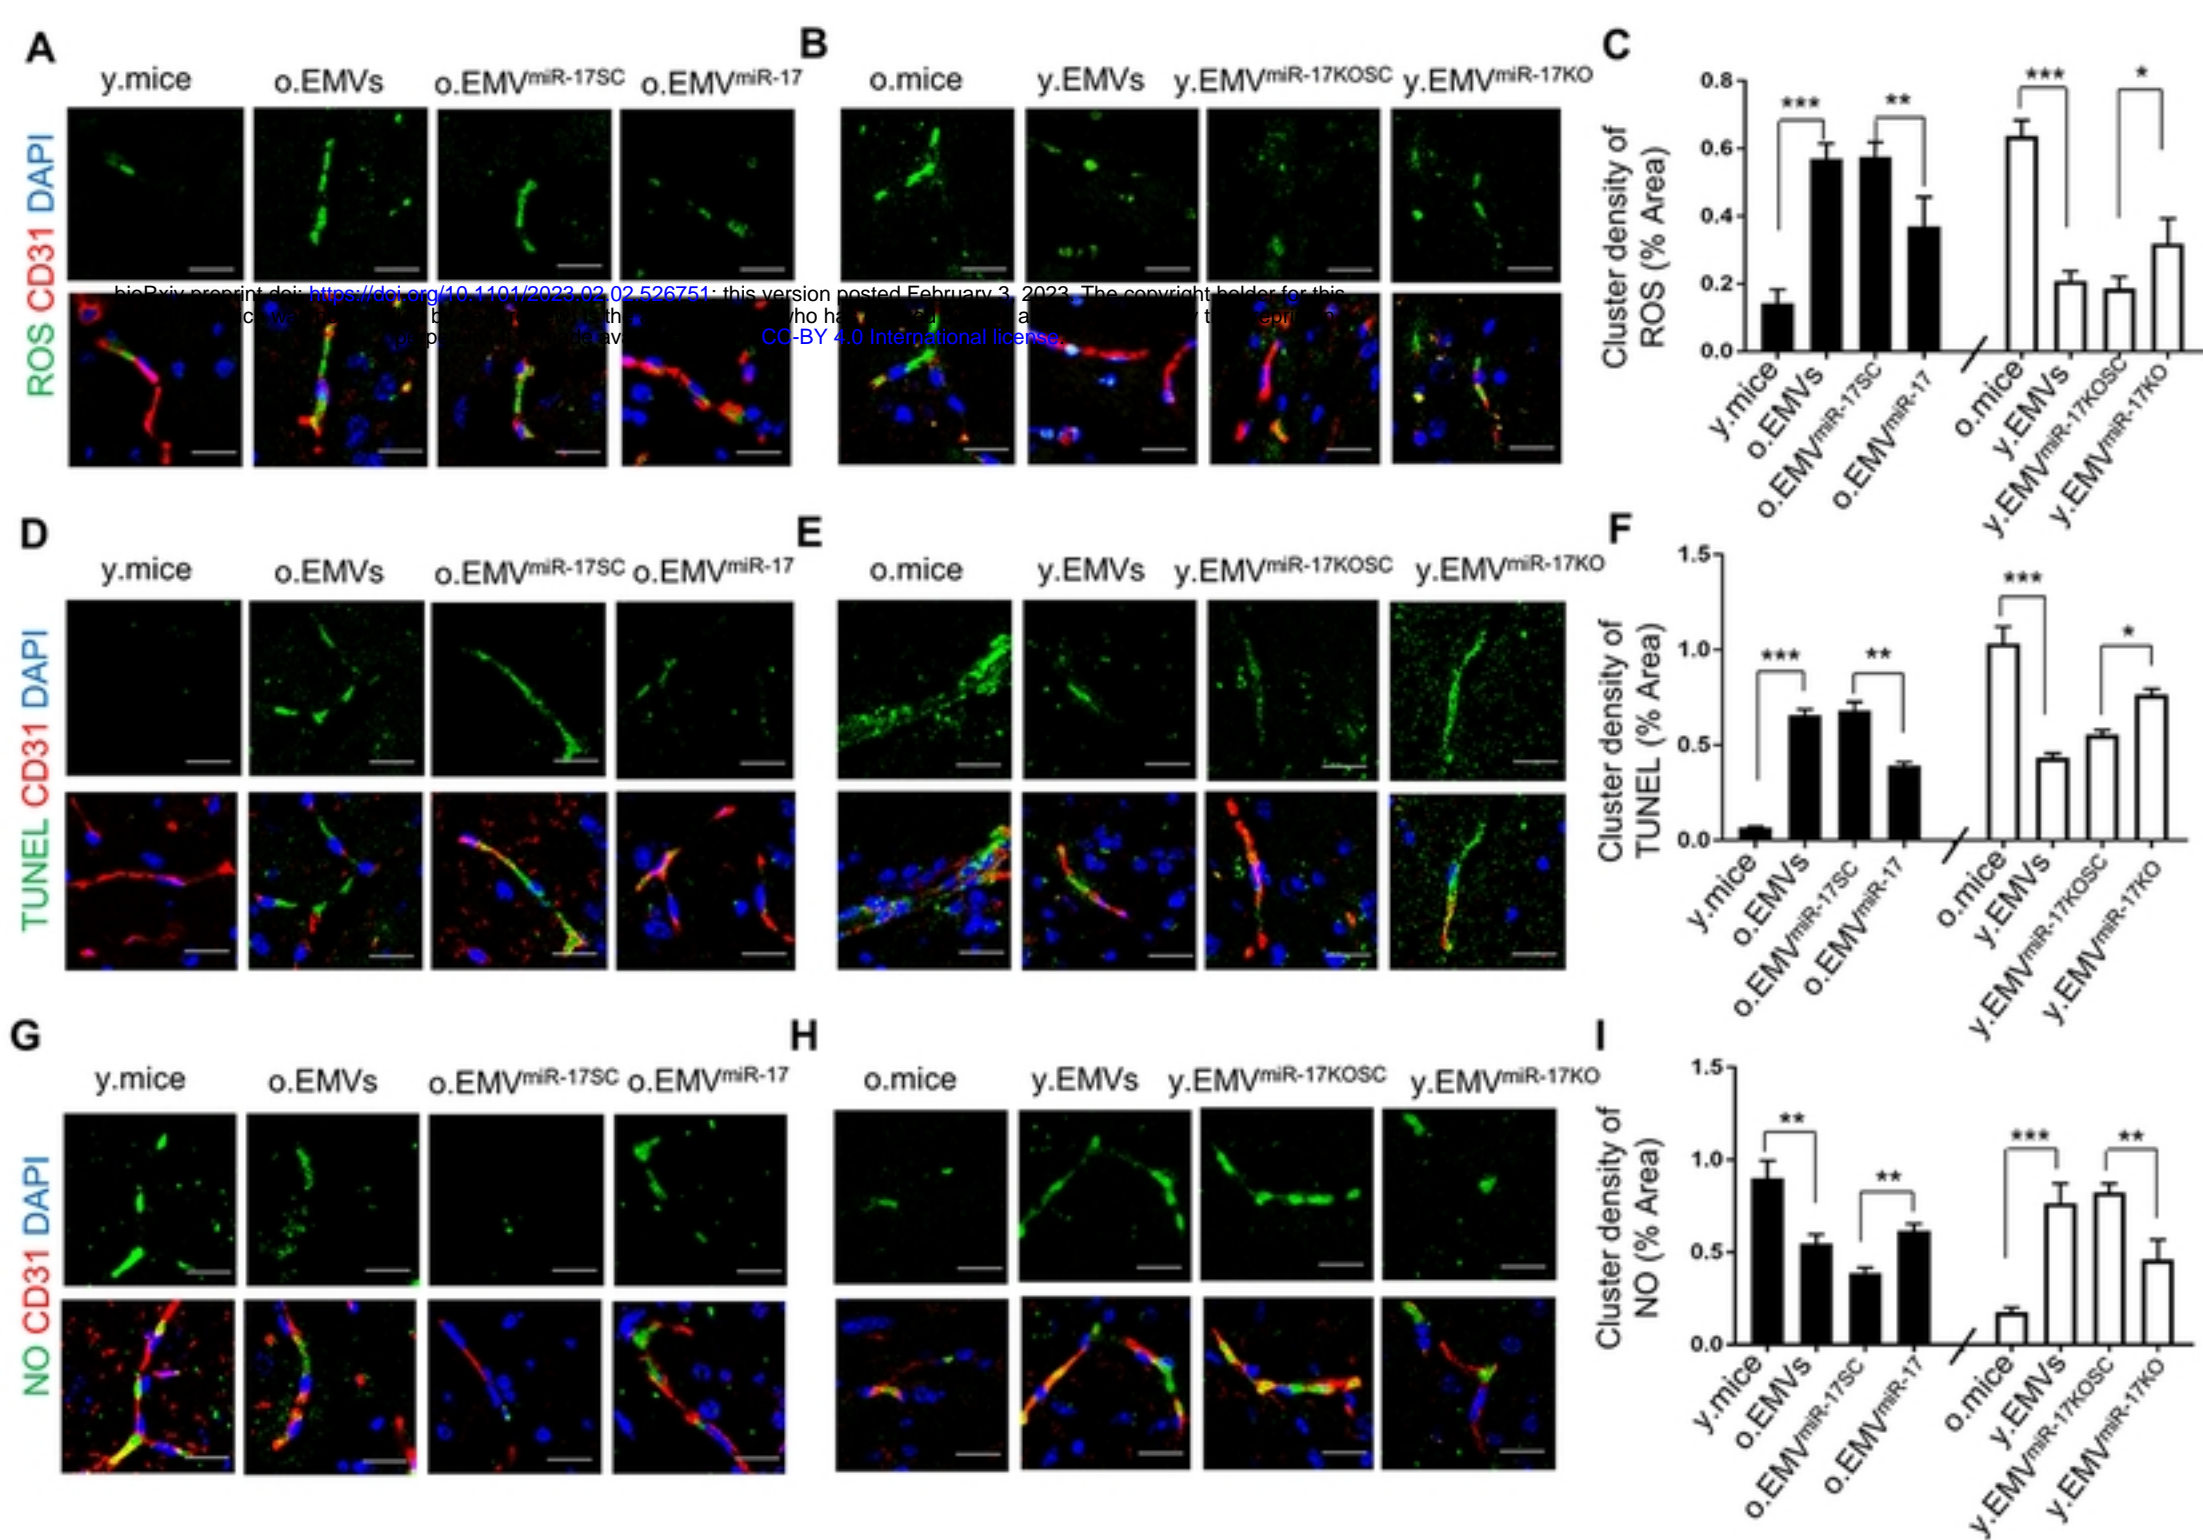 A
B
C
y.mice
o.EMVs
o.EMVmiR-17SC
o.EMVmiR-17
o.mice
y.EMVs
y.EMVmiR-17KOSC
y.EMVmiR-17KO
ROS CD31 DAPI
bioRxiv preprint doi: https://doi.org/10.1101/2023.02.02.526751; this version posted February 3, 2023. The copyright holder for this
CC-BY 4.0 International license.
Cluster density of
ROS (% Area)
0.8
0.6
0.4
0.2
0.0
***
**
***
*
y.mice
o.EMVs
o.EMVmiR-17SC
o.EMVmiR-17
o.mice
y.EMVs
y.EMVmiR-17KOSC
y.EMVmiR-17KO
D
E
F
y.mice
o.EMVs
o.EMVmiR-17SC
o.EMVmiR-17
o.mice
y.EMVs
y.EMVmiR-17KOSC
y.EMVmiR-17KO
TUNEL CD31 DAPI
Cluster density of
TUNEL (% Area)
1.5
1.0
0.5
0.0
***
**
***
*
y.mice
o.EMVs
o.EMVmiR-17SC
o.EMVmiR-17
o.mice
y.EMVs
y.EMVmiR-17KOSC
y.EMVmiR-17KO
G
H
I
y.mice
o.EMVs
o.EMVmiR-17SC
o.EMVmiR-17
o.mice
y.EMVs
y.EMVmiR-17KOSC
y.EMVmiR-17KO
NO CD31 DAPI
Cluster density of
NO (% Area)
1.5
1.0
0.5
0.0
**
**
***
**
y.mice
o.EMVs
o.EMVmiR-17SC
o.EMVmiR-17
o.mice
y.EMVs
y.EMVmiR-17KOSC
y.EMVmiR-17KO